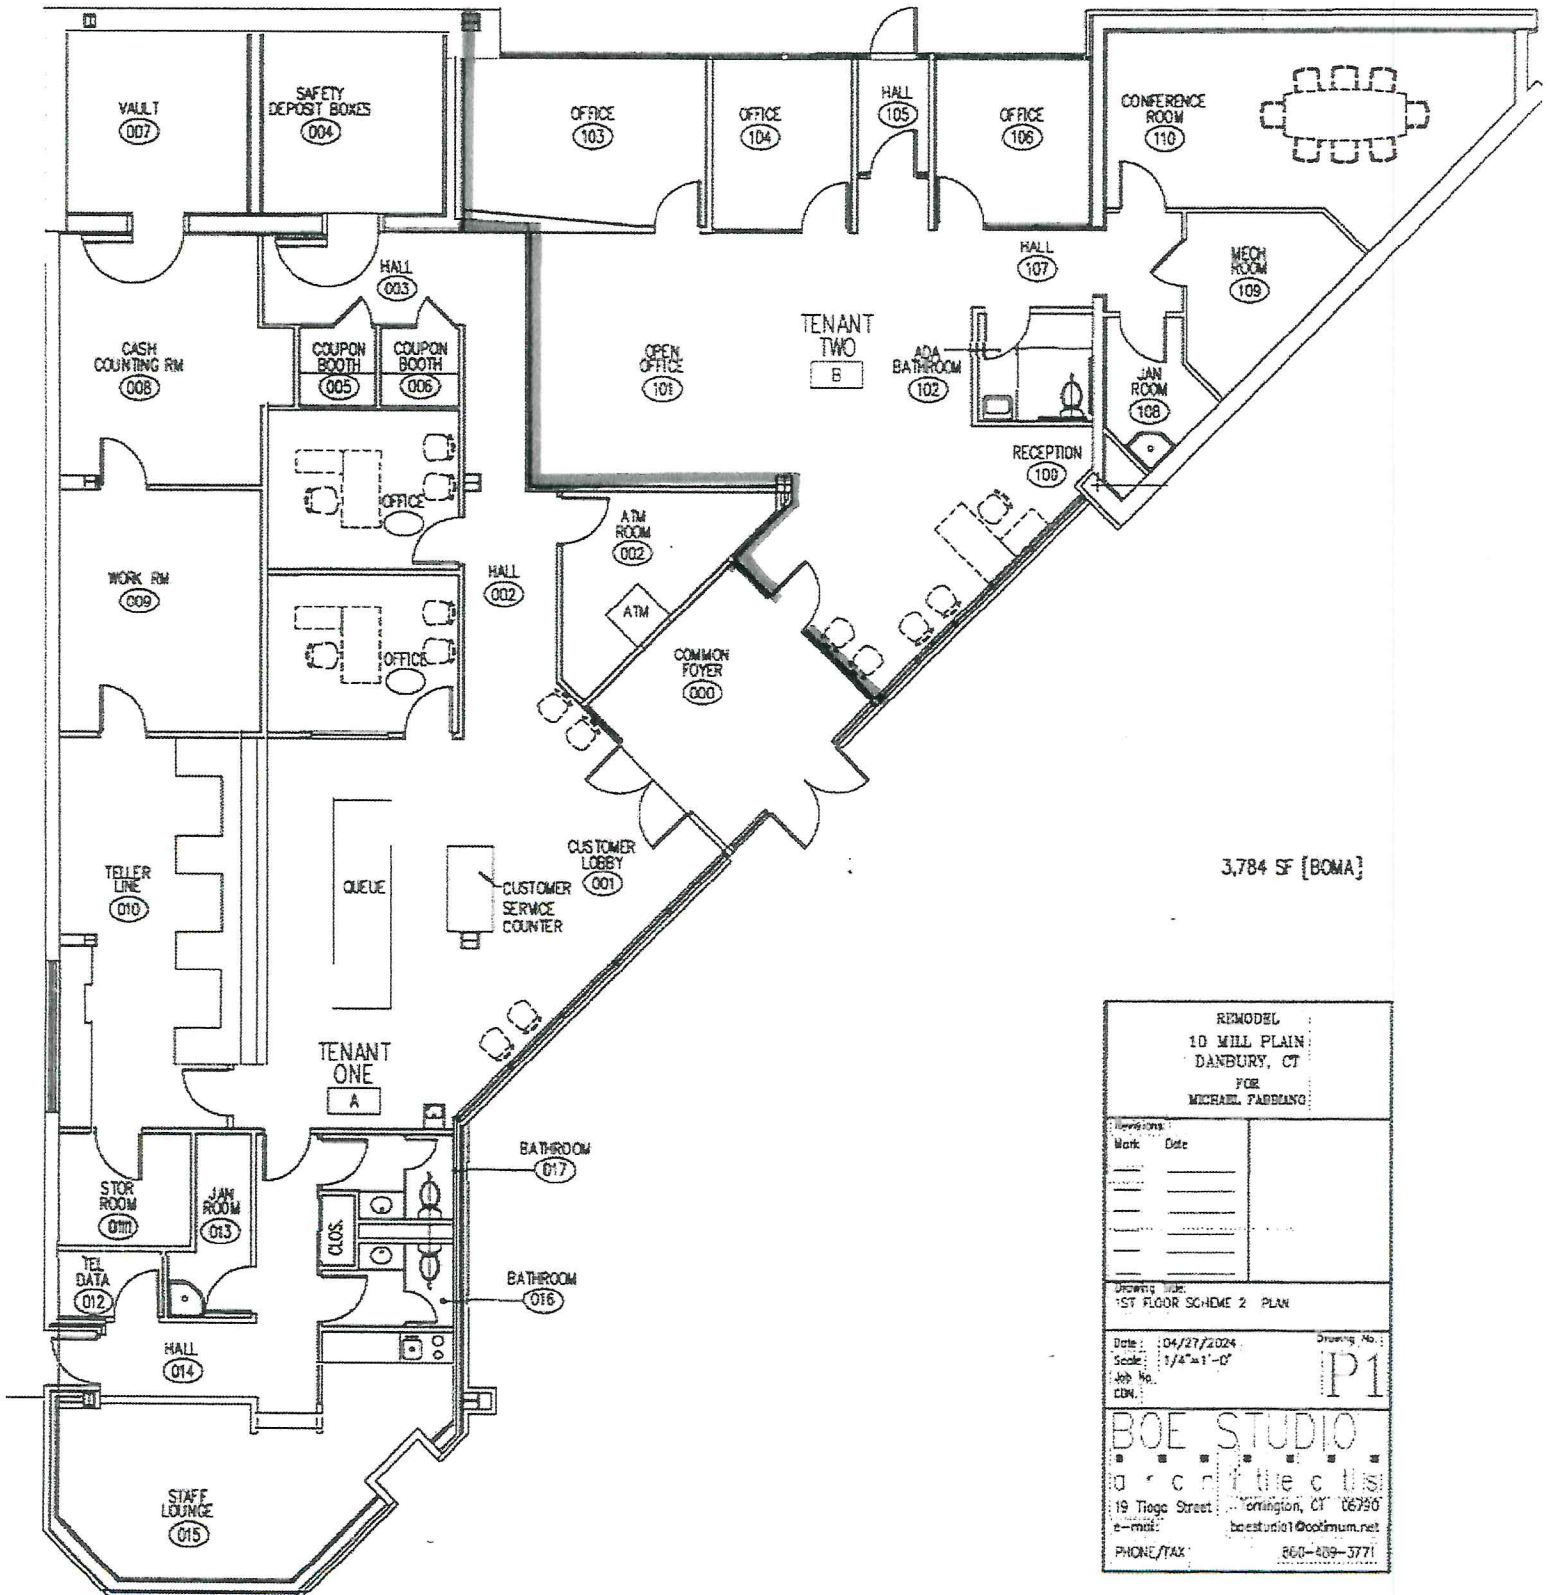 VAULT
007
SAFETY
DEPOSIT BOXES
004
OFFICE
103
OFFICE
104
HALL
105
OFFICE
106
CONFERENCE
ROOM
110
HALL
003
HALL
107
MECH
ROOM
109
CASH
COUNTING RM
008
COUPON
BOOTH
005
COUPON
BOOTH
006
OPEN
OFFICE
101
TENANT
TWO
B
ADA
BATHROOM
102
JAN
ROOM
108
RECEPTION
100
OFFICE
ATM
ROOM
002
WORK RM
009
HALL
002
ATM
OFFICE
COMMON
FOYER
000
TELLER
LINE
010
QUEUE
CUSTOMER
LOBBY
001
CUSTOMER
SERVICE
COUNTER
3,784 SF [BOMA]
TENANT
ONE
A
BATHROOM
017
STOR
ROOM
JAN
ROOM
013
CLOS.
TEL
DATA
012
BATHROOM
016
HALL
014
STAFF
LOUNGE
015
REMODEL
10 MILL PLAIN
DANBURY, CT
FOR
MICHAEL
Revisions:
Mark Date
Drawing Title:
1ST FLOOR SCHEME 2 PLAN
Date: 04/27/2024
Drawing No.:
Scale: 1/4"=1'-0"
Job No.
P1
BOE STUDIO
architects
19 Tioga Street Torrington, CT 06790
e-mail: boestudio1@optimum.net
PHONE/FAX 860-489-3771